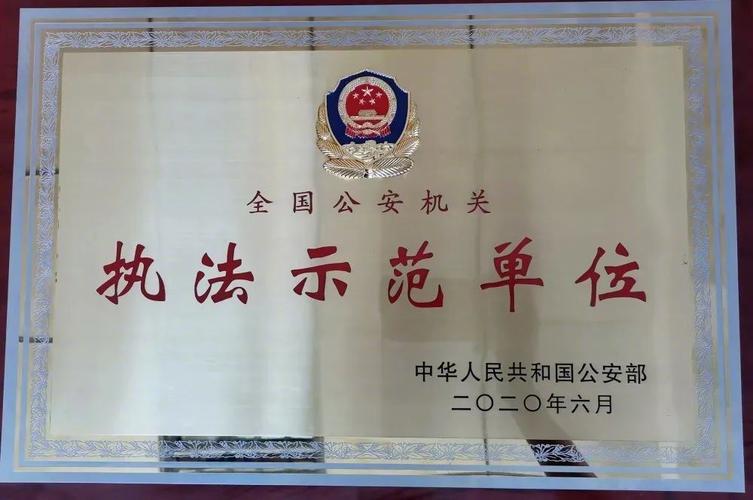 全国公安机关
执法示范单位
中华人民共和国公安部
二〇二〇年六月